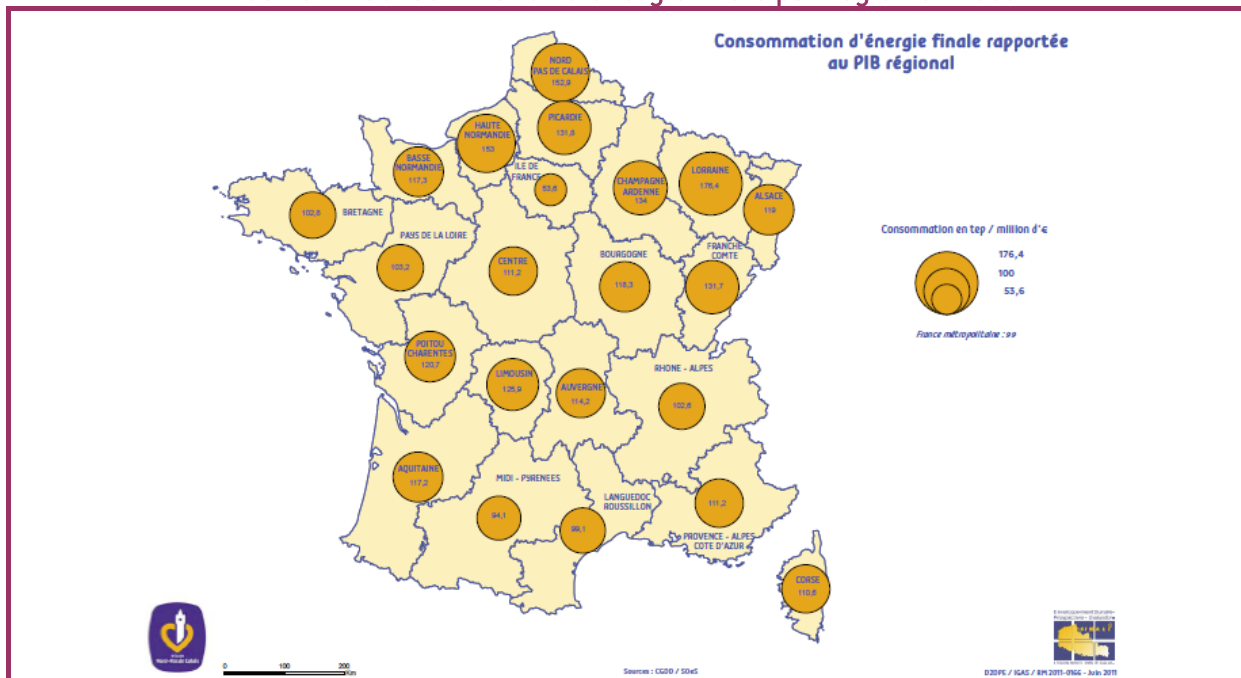 Consommation d'énergie finale rapportée
au PIB régional
NORD
PAS DE CALAIS
152,9
PICARDIE
131,8
HAUTE
NORMANDIE
153
BASSE
NORMANDIE
117,3
ILE DE
FRANCE
53,6
CHAMPAGNE
ARDENNE
134
LORRAINE
176,4
ALSACE
119
102,8
BRETAGNE
PAYS DE LA LOIRE
103,2
CENTRE
111,2
BOURGOGNE
118,3
FRANCHE
COMTE
131,7
Consommation en tep / million d'€
176,4
100
53,6
France métropolitaine : 99
POITOU
CHARENTES
120,7
LIMOUSIN
125,9
AUVERGNE
114,2
RHONE - ALPES
102,6
AQUITAINE
117,2
MIDI - PYRENEES
94,1
LANGUEDOC
ROUSSILLON
99,1
111,2
PROVENCE - ALPES
COTE D'AZUR
CORSE
110,6
Nord-Pas de Calais
0 100 200
Km
Sources : CGDD / SOeS
D2DPE / IGAS / RM 2011-0166 - Juin 2011